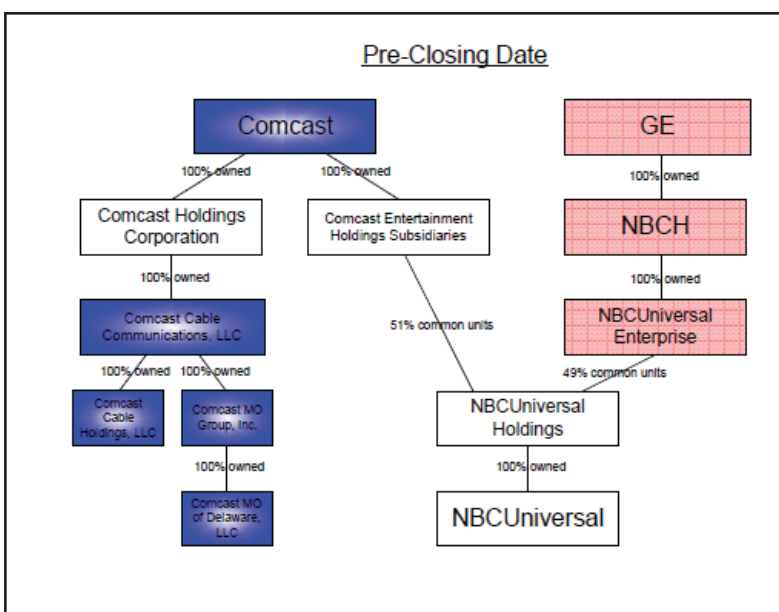 Pre-Closing Date
Comcast
GE
100% owned
100% owned
100% owned
Comcast Holdings
Corporation
Comcast Entertainment
Holdings Subsidiaries
NBCH
100% owned
100% owned
Comcast Cable
Communications, LLC
51% common units
NBCUniversal
Enterprise
100% owned
100% owned
49% common units
Comcast
Cable
Holdings, LLC
Comcast MO
Group, Inc.
NBCUniversal
Holdings
100% owned
100% owned
Comcast MO
of Delaware,
LLC
NBCUniversal